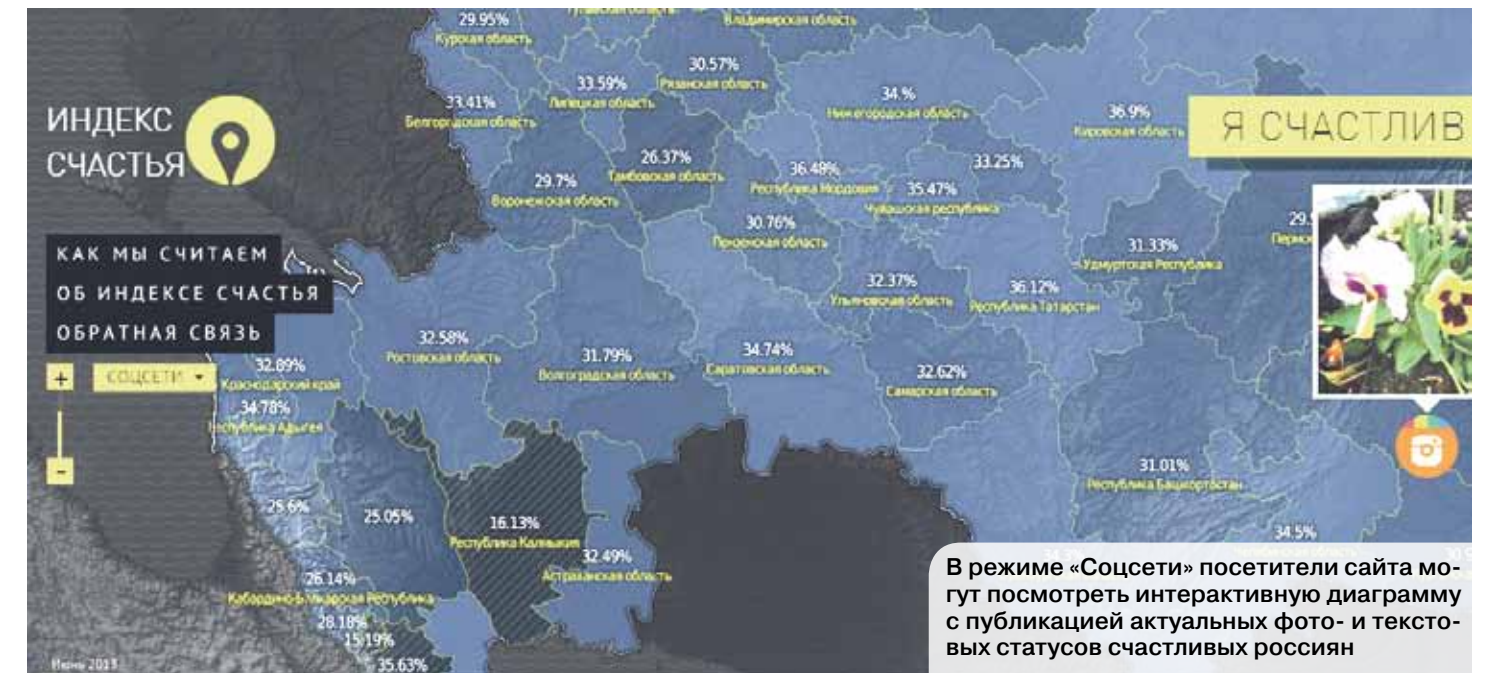 29.95%
Курская область
Владимирская область
33.59%
Липецкая область
30.57%
Рязанская область
33.41%
Белгородская область
34.%
Нижегородская область
36.9%
Кировская область
ИНДЕКС
СЧАСТЬЯ
Я СЧАСТЛИВ
26.37%
Тамбовская область
29.7%
Воронежская область
36.48%
Республика Мордовия
35.47%
Чувашская республика
33.25%
30.76%
Пензенская область
31.33%
Удмуртская Республика
КАК МЫ СЧИТАЕМ
ОБ ИНДЕКСЕ СЧАСТЬЯ
ОБРАТНАЯ СВЯЗЬ
32.37%
Ульяновская область
36.12%
Республика Татарстан
+
СОЦСЕТИ
-
32.89%
Краснодарский край
34.78%
Республика Адыгея
32.58%
Ростовская область
31.79%
Волгоградская область
34.74%
Саратовская область
32.62%
Самарская область
31.01%
Республика Башкортостан
25.6%
25.05%
16.13%
Республика Калмыкия
32.49%
Астраханская область
34.5%
Челябинская область
26.14%
Кабардино-Балкарская Республика
28.18%
15.19%
35.63%
Июнь 2013
В режиме «Соцсети» посетители сайта мо-
гут посмотреть интерактивную диаграмму
с публикацией актуальных фото- и тексто-
вых статусов счастливых россиян